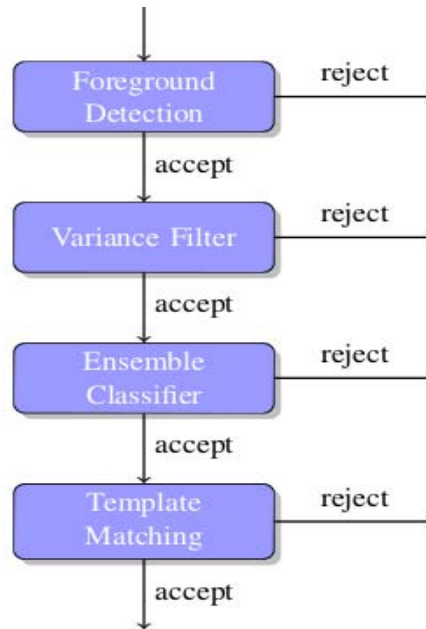 reject
Foreground
Detection
accept
reject
Variance Filter
accept
reject
Ensemble
Classifier
accept
reject
Template
Matching
accept